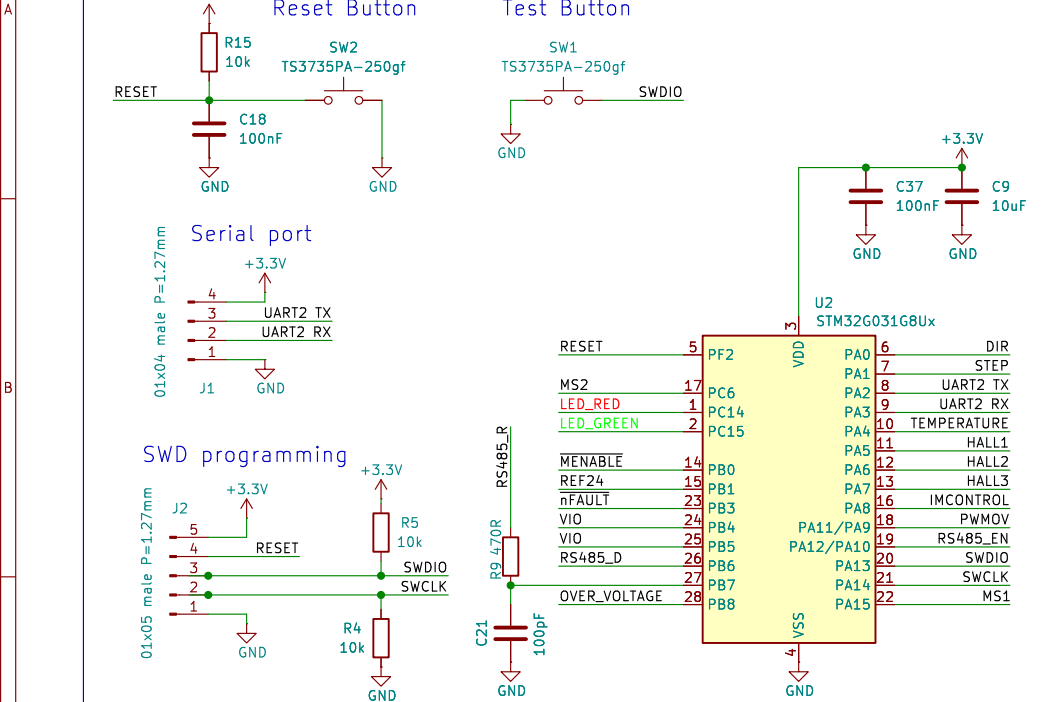 A
Reset Button
Test Button
R15
10k
SW2
TS3735PA-250gf
SW1
TS3735PA-250gf
RESET
SWDIO
C18
100nF
GND
GND
GND
+3.3V
C37
100nF
C9
10uF
GND
GND
Serial port
+3.3V
01x04 male P=1.27mm
4
3
UART2 TX
2
UART2 RX
1
J1
GND
B
SWD programming
+3.3V
+3.3V
J2
01x05 male P=1.27mm
5
4
RESET
3
SWDIO
2
SWCLK
1
GND
R5
10k
R4
10k
GND
RS485_R
R9 470R
C21
100pF
GND
U2
STM32G031G8Ux
3
VDD
RESET
5
PF2
MS2
17
PC6
LED_RED
1
PC14
LED_GREEN
2
PC15
MENABLE
14
PB0
REF24
15
PB1
nFAULT
23
PB3
VIO
24
PB4
VIO
25
PB5
RS485_D
26
PB6
27
PB7
OVER_VOLTAGE
28
PB8
PA0
6
DIR
PA1
7
STEP
PA2
8
UART2 TX
PA3
9
UART2 RX
PA4
10
TEMPERATURE
PA5
11
HALL1
PA6
12
HALL2
PA7
13
HALL3
PA8
16
IMCONTROL
PA11/PA9
18
PWMOV
PA12/PA10
19
RS485_EN
PA13
20
SWDIO
PA14
21
SWCLK
PA15
22
MS1
VSS
4
GND